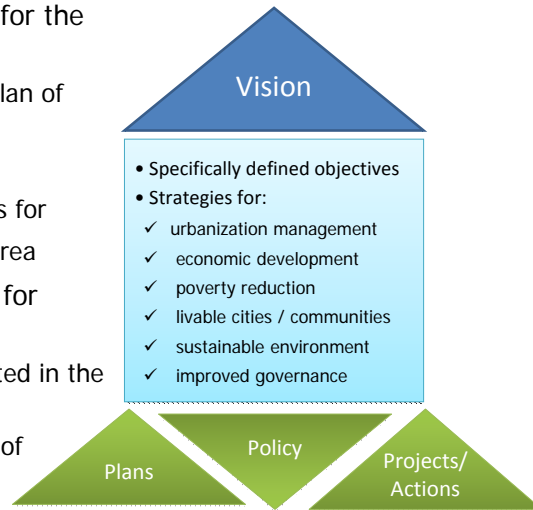 for the
lan of
s for
rea
for
ted in the
of
Vision
• Specifically defined objectives
• Strategies for:
✓ urbanization management
✓ economic development
✓ poverty reduction
✓ livable cities / communities
✓ sustainable environment
✓ improved governance
Plans
Policy
Projects/
Actions